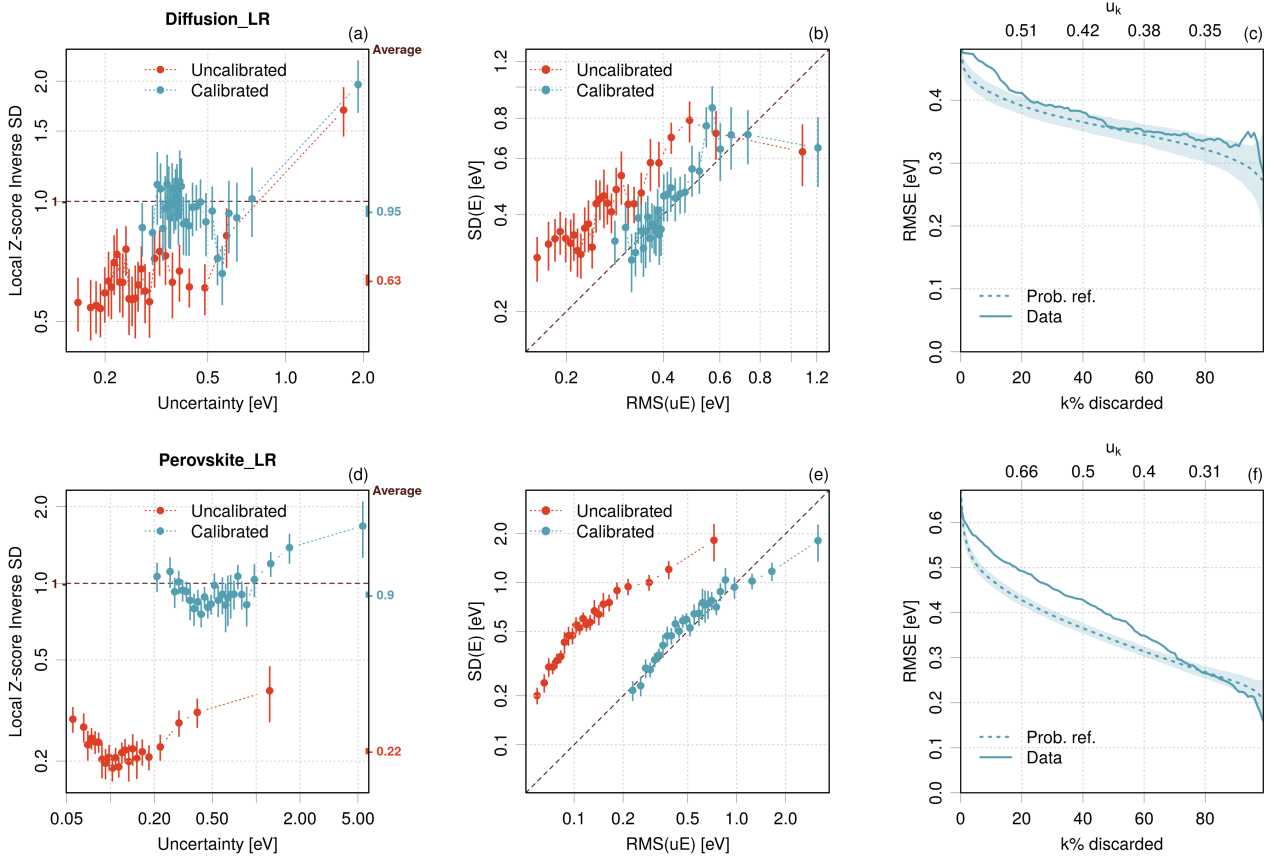 Diffusion_LR
(a)
Average
Uncalibrated
Calibrated
Local Z-score Inverse SD
2.0
1.5
1.1
1
0.5
0.95
0.63
0.2
0.5
1.0
2.0
Uncertainty [eV]
(b)
Uncalibrated
Calibrated
SD(E) [eV]
1.2
0.8
0.6
0.4
0.2
0.2
0.4
0.6
0.8
1.2
RMS(uE) [eV]
uk
0.51
0.42
0.38
0.35
(c)
RMSE [eV]
0.4
0.3
0.2
0.1
0.0
Prob. ref.
Data
0
20
40
60
80
k% discarded
Perovskite_LR
(d)
Average
Uncalibrated
Calibrated
Local Z-score Inverse SD
2.0
1.0
1
0.5
0.2
0.9
0.22
0.05
0.20
0.50
2.00
5.00
Uncertainty [eV]
(e)
Uncalibrated
Calibrated
SD(E) [eV]
2.0
1.0
0.5
0.2
0.1
0.1
0.2
0.5
1.0
2.0
RMS(uE) [eV]
uk
0.66
0.5
0.4
0.31
(f)
RMSE [eV]
0.6
0.5
0.4
0.3
0.2
0.1
0.0
Prob. ref.
Data
0
20
40
60
80
k% discarded